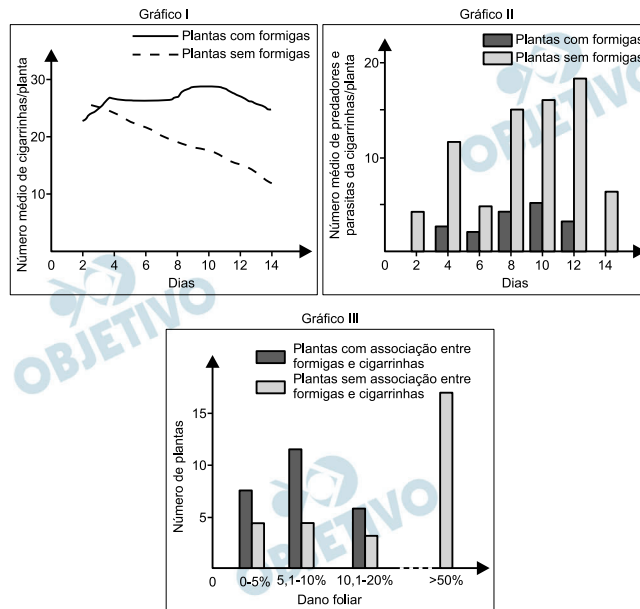 Gráfico I
Plantas com formigas
Plantas sem formigas
Número médio de cigarrinhas/planta
30
20
10
0
2
4
6
8
10
12
14
Dias
Gráfico II
Plantas com formigas
Plantas sem formigas
Número médio de predadores e
parasitas da cigarrinhas/planta
20
10
5
0
2
4
6
8
10
12
14
Dias
OBJETIVO
OBJETIVO
Gráfico III
Plantas com associação entre
formigas e cigarrinhas
Plantas sem associação entre
formigas e cigarrinhas
Número de plantas
15
10
5
0
0-5%
5,1-10%
10,1-20%
>50%
Dano foliar
OBJETIVO